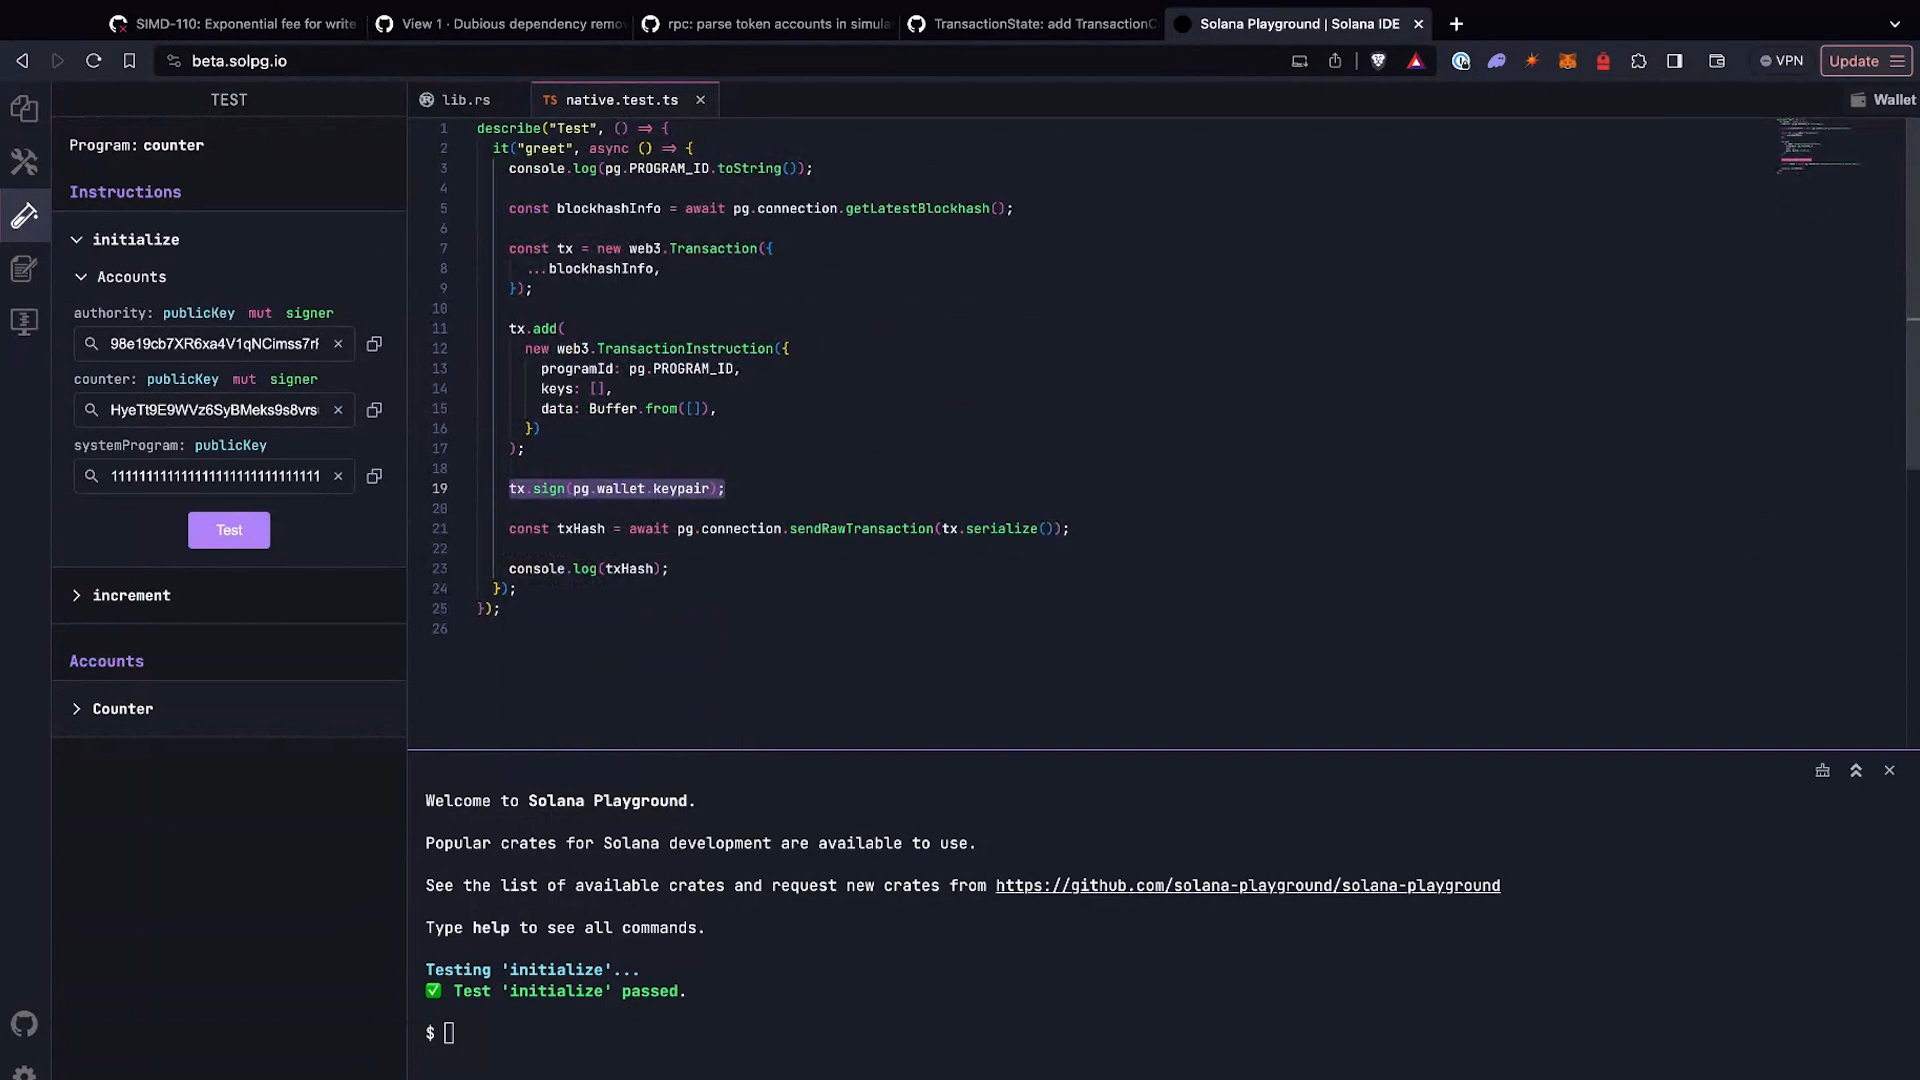 SIMD-110: Exponential fee for write
View 1 · Dubious dependency remov
rpc: parse token accounts in simula
TransactionState: add TransactionC
Solana Playground | Solana IDE
beta.solpg.io
VPN
Update
TEST
lib.rs
TS native.test.ts
Wallet
Program: counter
Instructions
initialize
Accounts
authority: publicKey mut signer
98e19cb7XR6xa4V1qNCimss7rF
counter: publicKey mut signer
HyeTt9E9WVz6SyBMeks9s8vrs
systemProgram: publicKey
11111111111111111111111111111111
Test
increment
Accounts
Counter
1 describe("Test", () => {
2 it("greet", async () => {
3 console.log(pg.PROGRAM_ID.toString());
4
5 const blockhashInfo = await pg.connection.getLatestBlockhash();
6
7 const tx = new web3.Transaction({
8 ...blockhashInfo,
9 });
10
11 tx.add(
12 new web3.TransactionInstruction({
13 programId: pg.PROGRAM_ID,
14 keys: [],
15 data: Buffer.from([]),
16 })
17 );
18
19 tx.sign(pg.wallet.keypair);
20
21 const txHash = await pg.connection.sendRawTransaction(tx.serialize());
22
23 console.log(txHash);
24 });
25 });
26
Welcome to Solana Playground.
Popular crates for Solana development are available to use.
See the list of available crates and request new crates from https://github.com/solana-playground/solana-playground
Type help to see all commands.
Testing 'initialize'...
✅ Test 'initialize' passed.
$